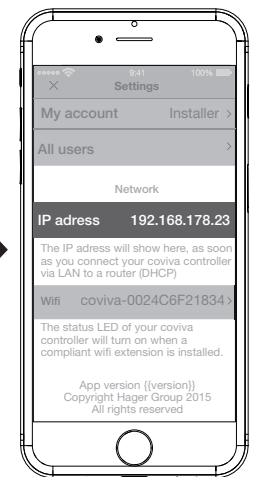 9:41 100%
× Settings
My account Installer >
All users >
Network
IP adress 192.168.178.23
The IP adress will show here, as soon
as you connect your coviva controller
via LAN to a router (DHCP)
Wifi coviva-0024C6F21834 >
The status LED of your coviva
controller will turn on when a
compliant wifi extension is installed.
App version {{version}}
Copyright Hager Group 2015
All rights reserved